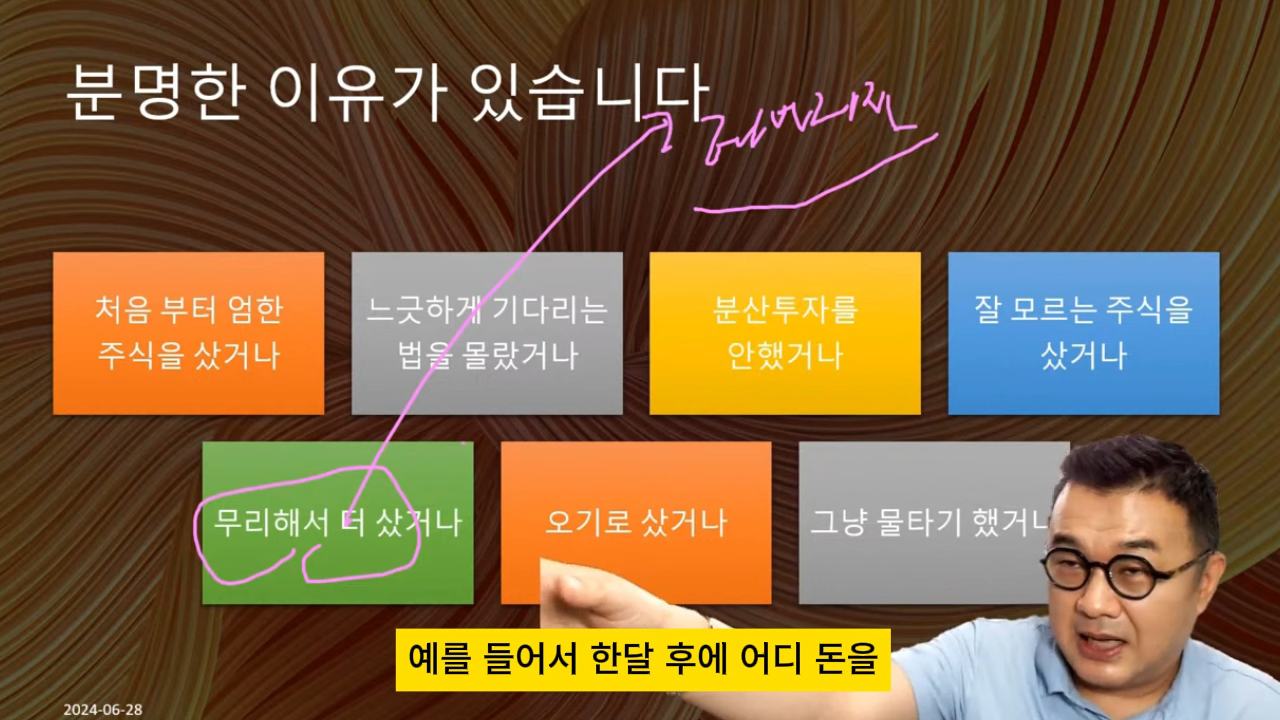 분명한 이유가 있습니다
처음 부터 엄한
주식을 샀거나
느긋하게 기다리는
법을 몰랐거나
분산투자를
안했거나
잘 모르는 주식을
샀거나
무리해서 더 샀거나
오기로 샀거나
그냥 물타기 했거나
예를 들어서 한달 후에 어디 돈을
2024-06-28